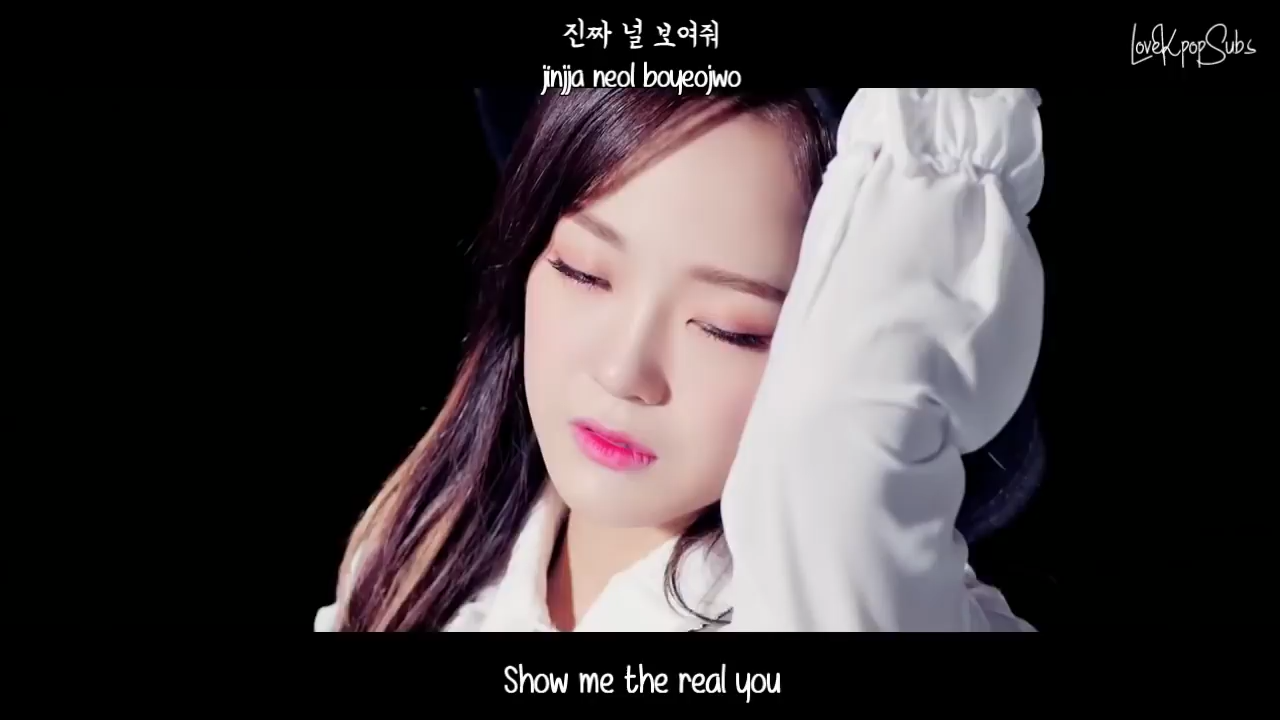 진짜 널 보여줘
jinjja neol boyeojwo
LoveKpopSubs
Show me the real you